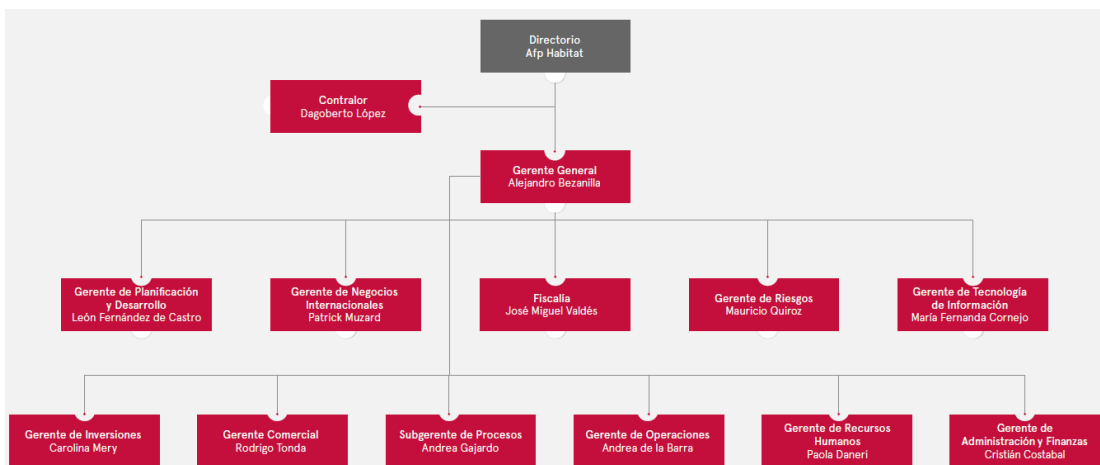 Directorio
Afp Habitat
Contralor
Dagoberto López
Gerente General
Alejandro Bezanilla
Gerente de Planificación
y Desarrollo
León Fernández de Castro
Gerente de Negocios
Internacionales
Patrick Muzard
Fiscalía
José Miguel Valdés
Gerente de Riesgos
Mauricio Quiroz
Gerente de Tecnología
de Información
María Fernanda Cornejo
Gerente de Inversiones
Carolina Mery
Gerente Comercial
Rodrigo Tonda
Subgerente de Procesos
Andrea Gajardo
Gerente de Operaciones
Andrea de la Barra
Gerente de Recursos
Humanos
Paola Daneri
Gerente de
Administración y Finanzas
Cristián Costabal